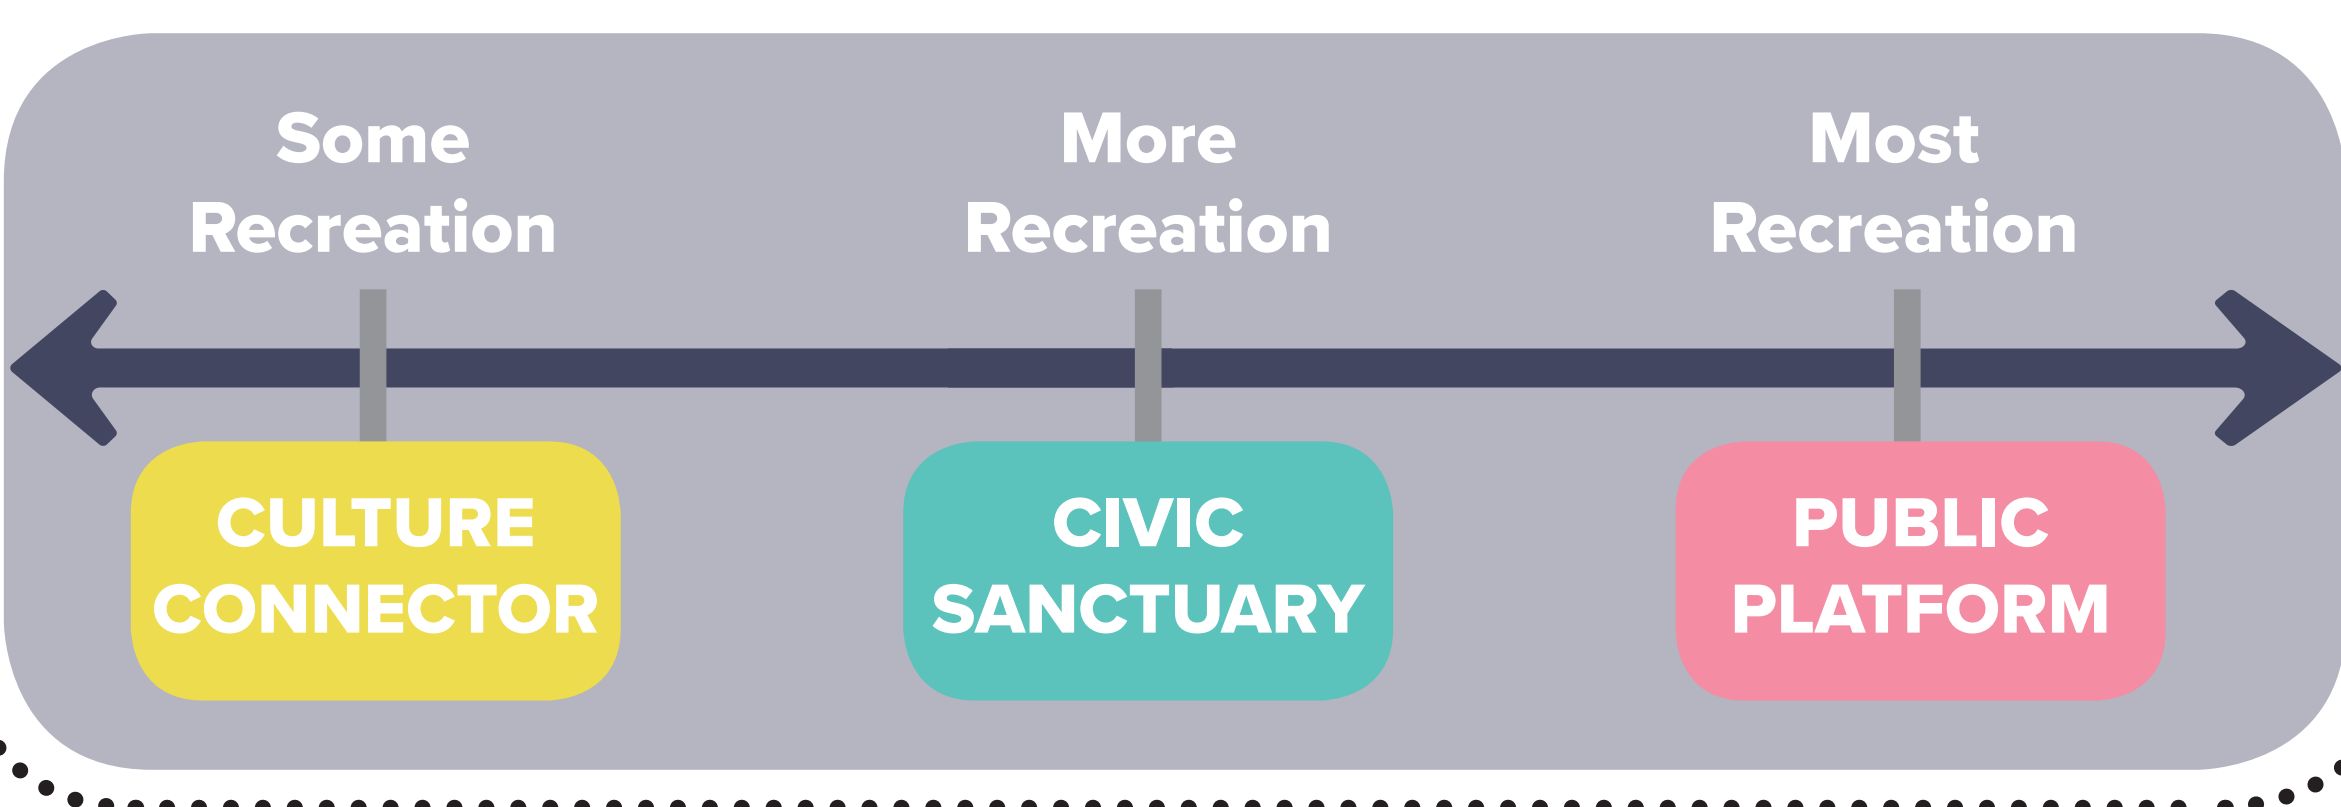 Some
Recreation
More
Recreation
Most
Recreation
CULTURE
CONNECTOR
CIVIC
SANCTUARY
PUBLIC
PLATFORM